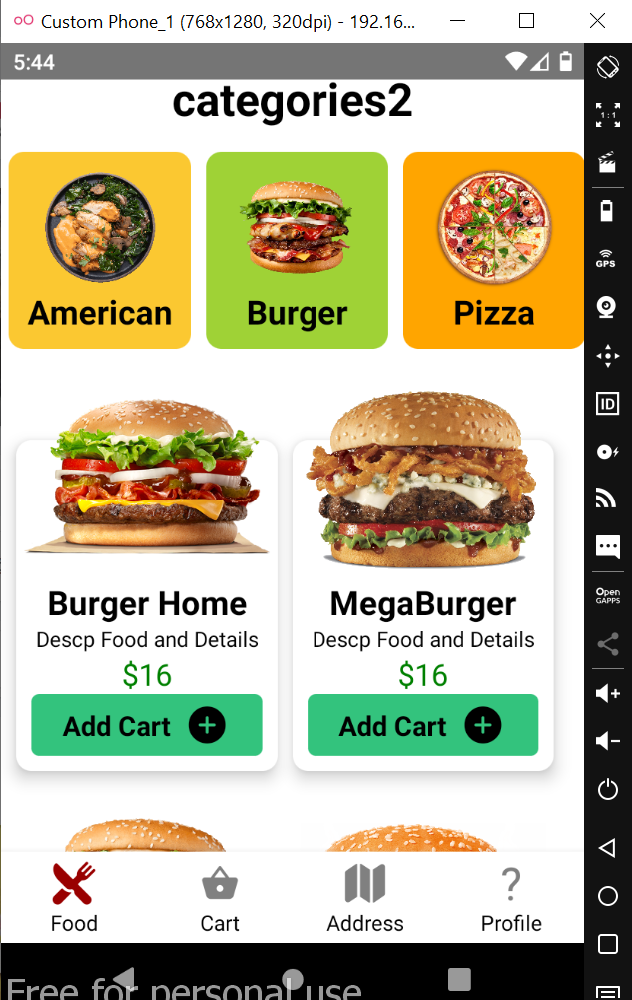 Custom Phone_1 (768x1280, 320dpi) - 192.16...
5:44
categories2
American Burger Pizza
Burger Home MegaBurger
Descp Food and Details Descp Food and Details
$16 $16
Add Cart Add Cart
Food Cart Address Profile
Free for personal use
1:1
GPS
ID
Open
GAPPS